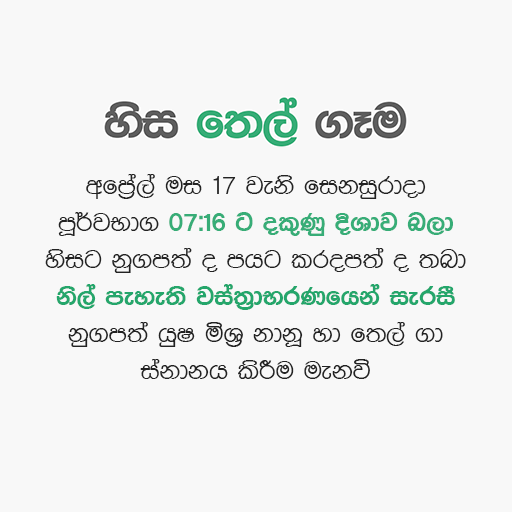 හිස තෙල් ගෑම
අප්‍රේල් මස 17 වැනි සෙනසුරාදා
පූර්වභාග 07:16 ට දකුණු දිශාව බලා
හිසට නුගපත් ද පයට කරදපත් ද තබා
නිල් පැහැති වස්ත්‍රාභරණයෙන් සැරසී
නුගපත් යුෂ මිශ්‍ර නානු හා තෙල් ගා
ස්නානය කිරීම මැනවි